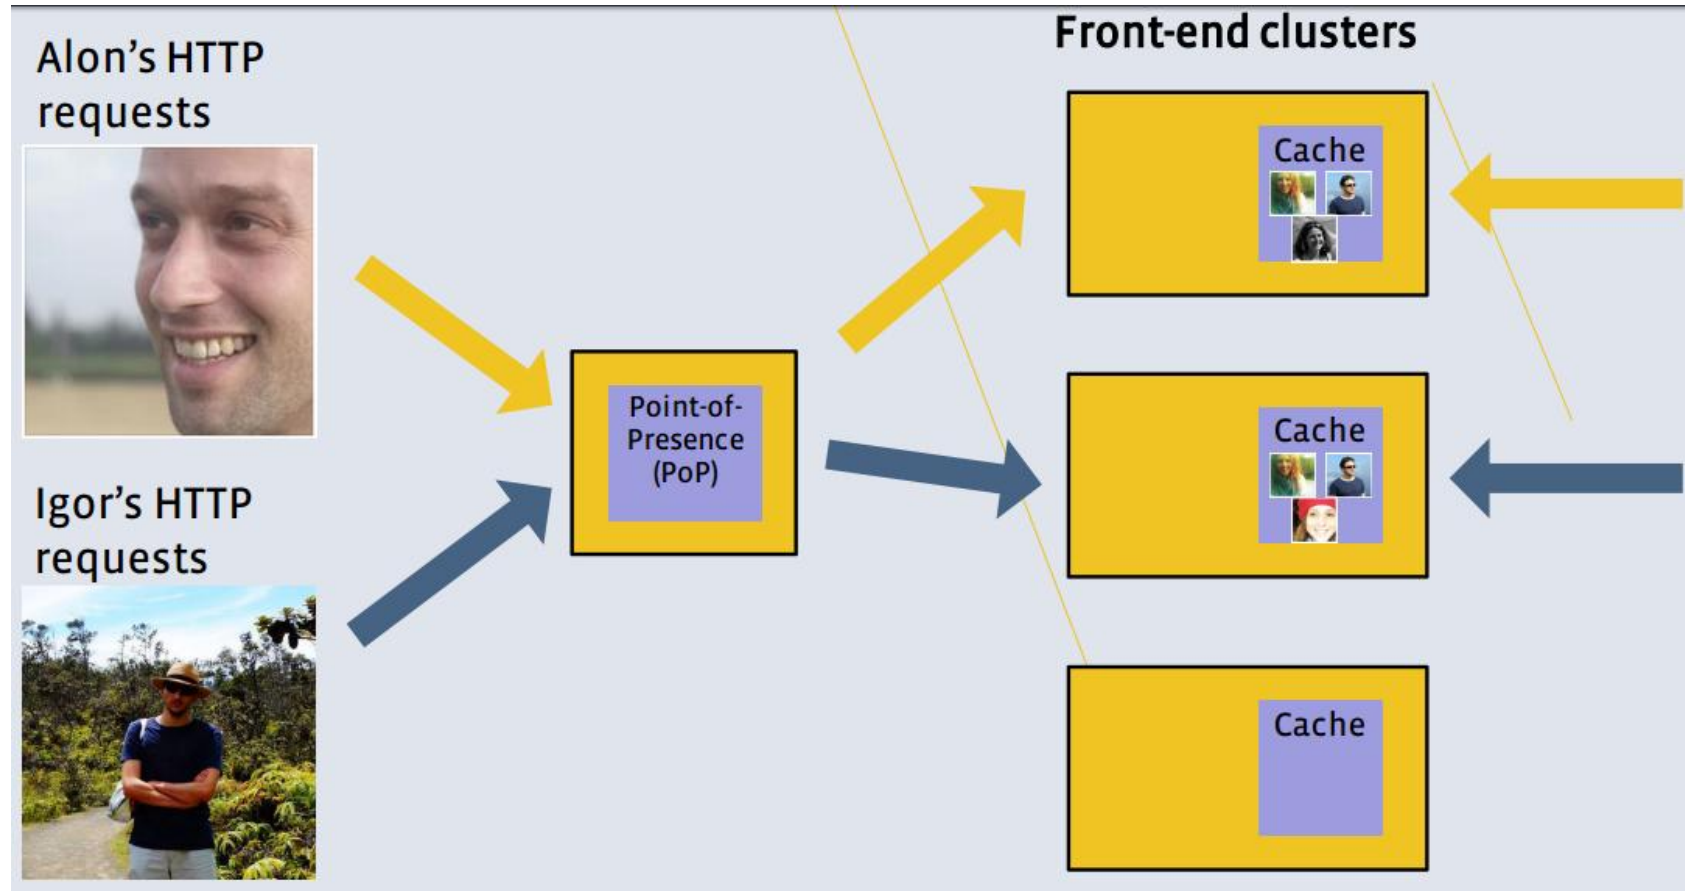 Front-end clusters
Alon's HTTP
requests
Cache
Point-of-
Presence
(PoP)
Cache
Igor's HTTP
requests
Cache